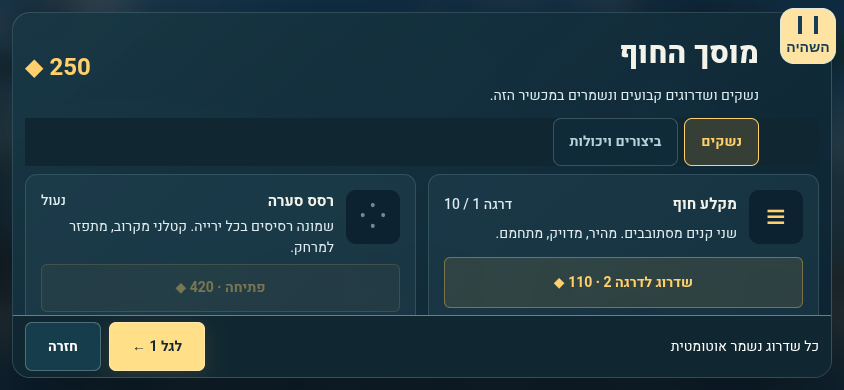 השהיה
מוסך החוף
250 ◆
נשקים ושדרוגים קבועים ונשמרים במכשיר הזה.
נשקים
ביצורים ויכולות
מקלע חוף
דרגה 1 / 10
שני קנים מסתובבים. מהיר, מדויק, מתחמם.
שדרוג לדרגה 2 · 110 ◆
רסס סערה
נעול
שמונה רסיסים בכל ירייה. קטלני מקרוב, מתפזר
למרחק.
פתיחה · 420 ◆
כל שדרוג נשמר אוטומטית
לגל 1 ←
חזרה